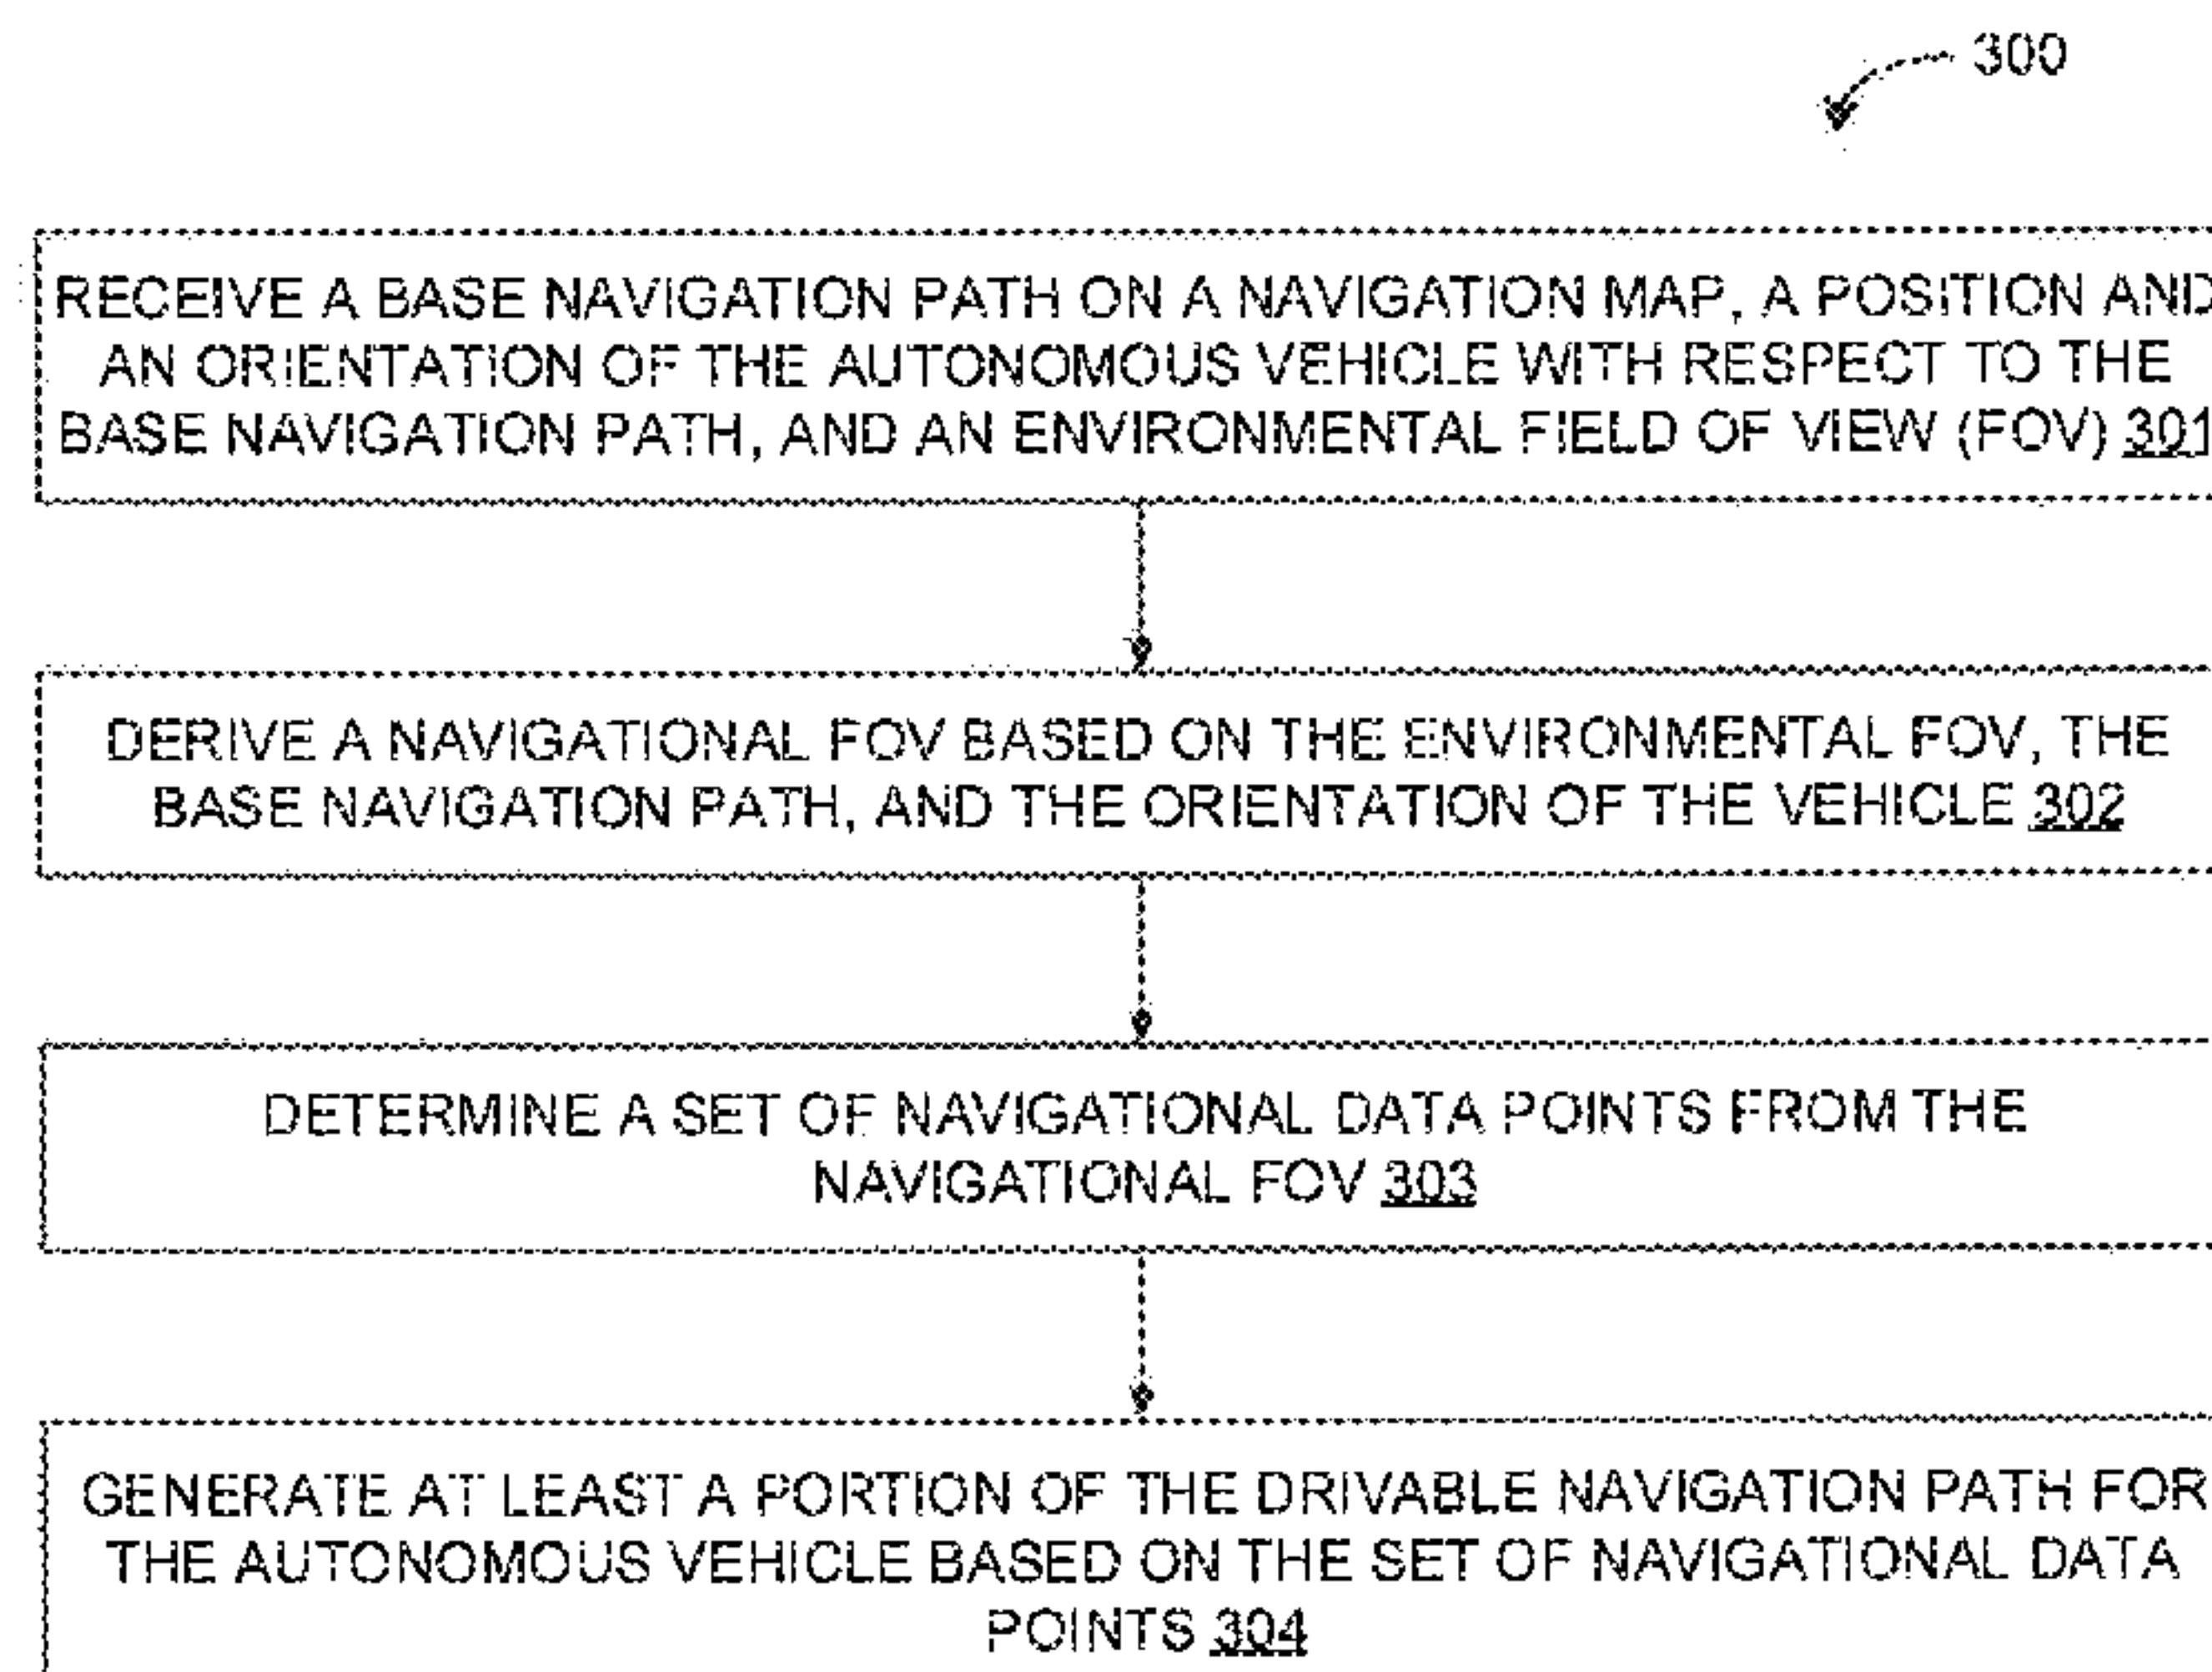 300
RECEIVE A BASE NAVIGATION PATH ON A NAVIGATION MAP, A POSITION AND
AN ORIENTATION OF THE AUTONOMOUS VEHICLE WITH RESPECT TO THE
BASE NAVIGATION PATH, AND AN ENVIRONMENTAL FIELD OF VIEW (FOV) 301
DERIVE A NAVIGATIONAL FOV BASED ON THE ENVIRONMENTAL FOV, THE
BASE NAVIGATION PATH, AND THE ORIENTATION OF THE VEHICLE 302
DETERMINE A SET OF NAVIGATIONAL DATA POINTS FROM THE
NAVIGATIONAL FOV 303
GENERATE AT LEAST A PORTION OF THE DRIVABLE NAVIGATION PATH FOR
THE AUTONOMOUS VEHICLE BASED ON THE SET OF NAVIGATIONAL DATA
POINTS 304